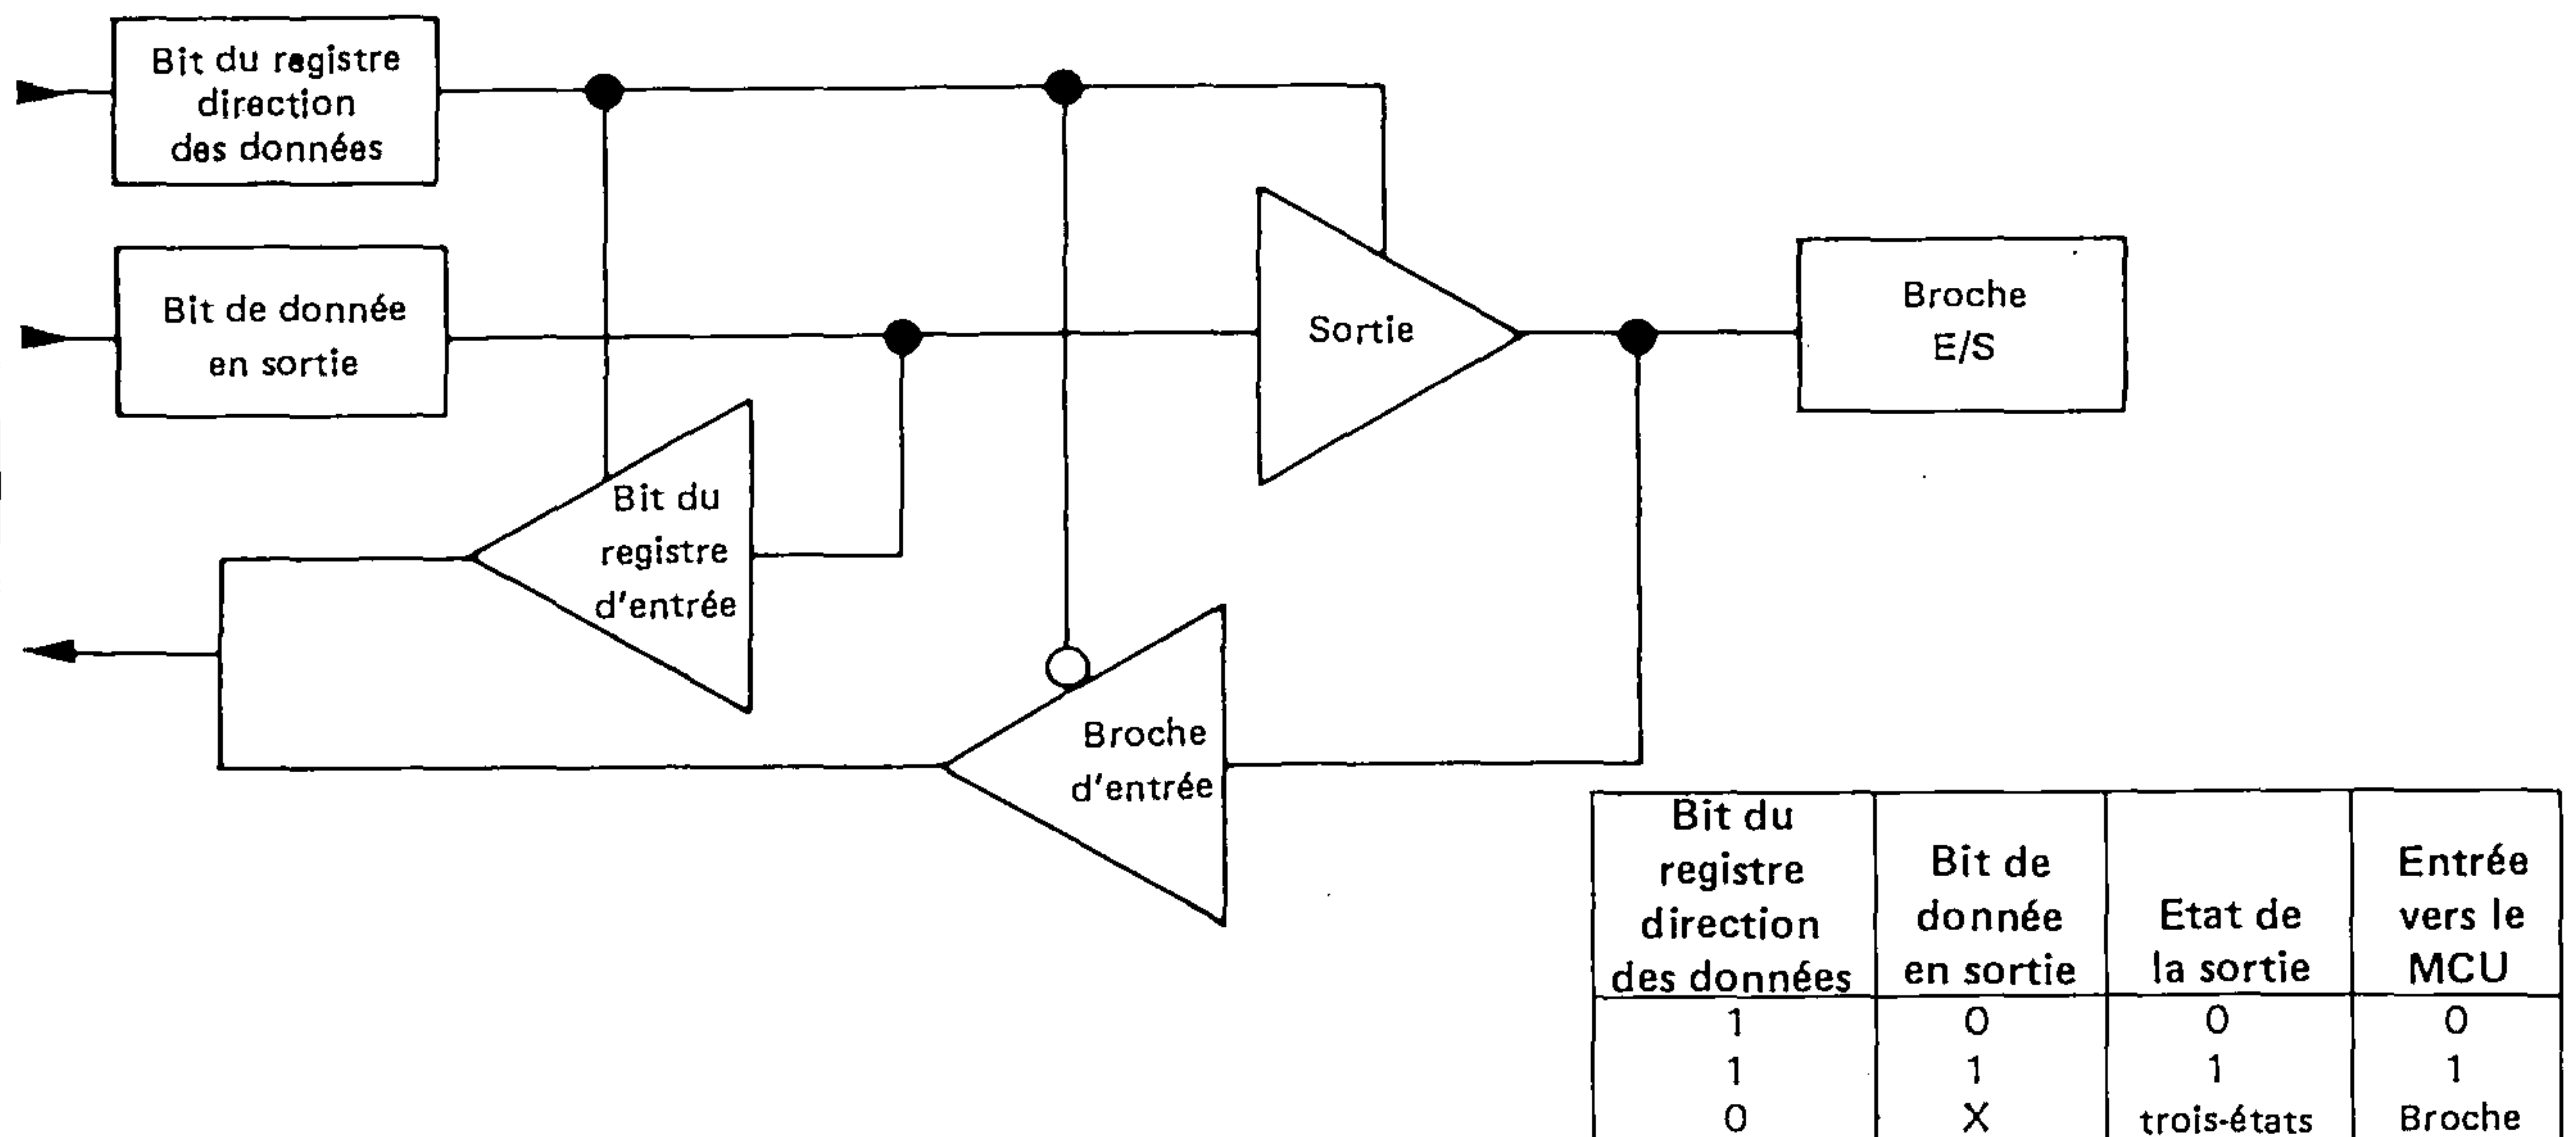 Bit du registre
direction
des données
Bit de donnée
en sortie
Sortie
Broche
E/S
Bit du
registre
d'entrée
Broche
d'entrée
Bit du
registre
direction
des données
Bit de
donnée
en sortie
Etat de
la sortie
Entrée
vers le
MCU
1 0 0 0
1 1 1 1
0 X trois-états Broche